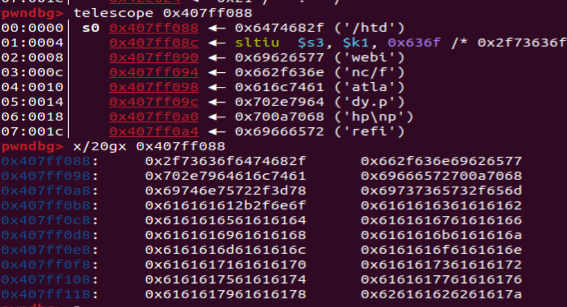 pwndbg> telescope 0x407ff088
00:0000│ s0 0x407ff088 ◂— 0x6474682f ('/htd')
01:0004│ 0x407ff08c ◂— sltiu $s3, $k1, 0x636f /* 0x2f73636f
02:0008│ 0x407ff090 ◂— 0x69626577 ('webi')
03:000c│ 0x407ff094 ◂— 0x662f636e ('nc/f')
04:0010│ 0x407ff098 ◂— 0x616c7461 ('atla')
05:0014│ 0x407ff09c ◂— 0x702e7964 ('dy.p')
06:0018│ 0x407ff0a0 ◂— 0x700a7068 ('hp\np')
07:001c│ 0x407ff0a4 ◂— 0x69666572 ('refi')
pwndbg> x/20gx 0x407ff088
0x407ff088: 0x2f73636f6474682f 0x662f636e69626577
0x407ff098: 0x702e7964616c7461 0x69666572700a7068
0x407ff0a8: 0x69746e75722f3d78 0x69737365732f656d
0x407ff0b8: 0x616161612b2f6e6f 0x6161616361616162
0x407ff0c8: 0x6161616561616164 0x6161616761616166
0x407ff0d8: 0x6161616961616168 0x6161616b6161616a
0x407ff0e8: 0x6161616d6161616c 0x6161616f6161616e
0x407ff0f8: 0x6161617161616170 0x6161617361616172
0x407ff108: 0x6161617561616174 0x6161617761616176
0x407ff118: 0x6161617961616178 0x626161626261617a